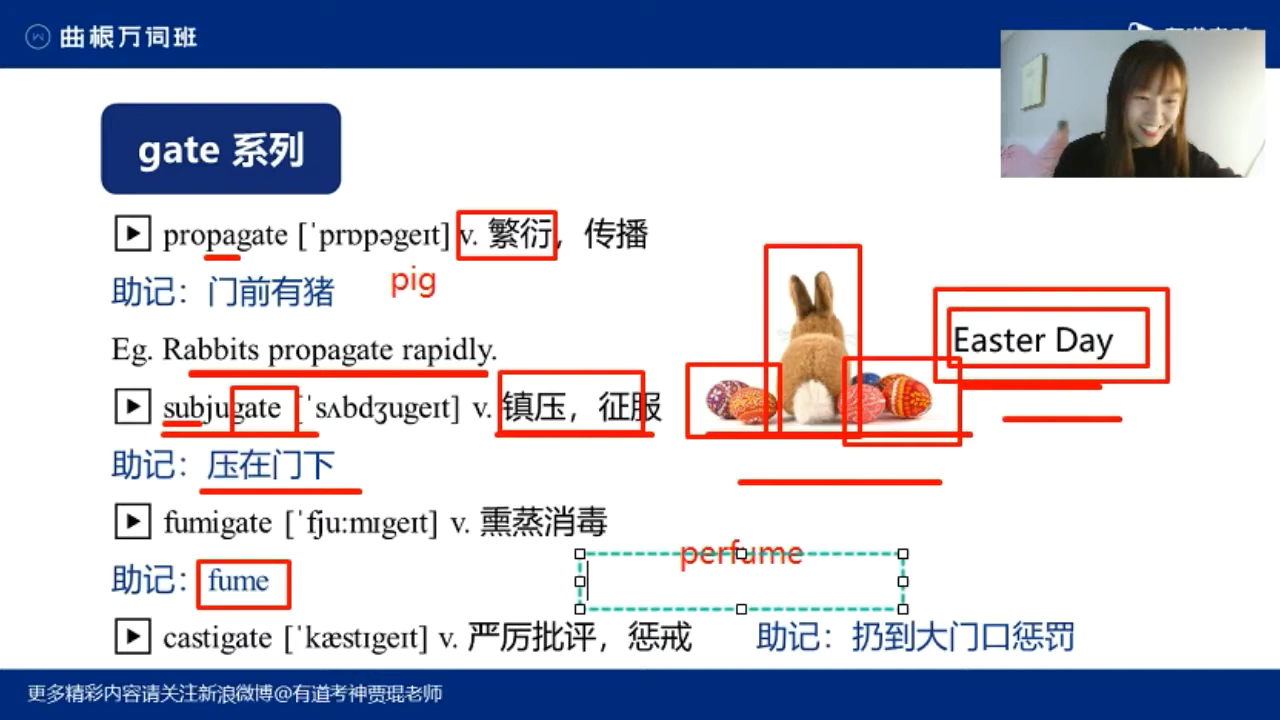 曲根万词班
gate 系列
propagate [ˈprɒpəgeɪt] v. 繁衍，传播
助记：门前有猪
pig
Eg. Rabbits propagate rapidly.
Easter Day
subjugate [ˈsʌbdʒugeɪt] v. 镇压，征服
助记：压在门下
fumigate [ˈfju:mɪgeɪt] v. 熏蒸消毒
perfume
助记：fume
castigate [ˈkæstɪgeɪt] v. 严厉批评，惩戒 助记：扔到大门口惩罚
更多精彩内容请关注新浪微博@有道考神贾琨老师